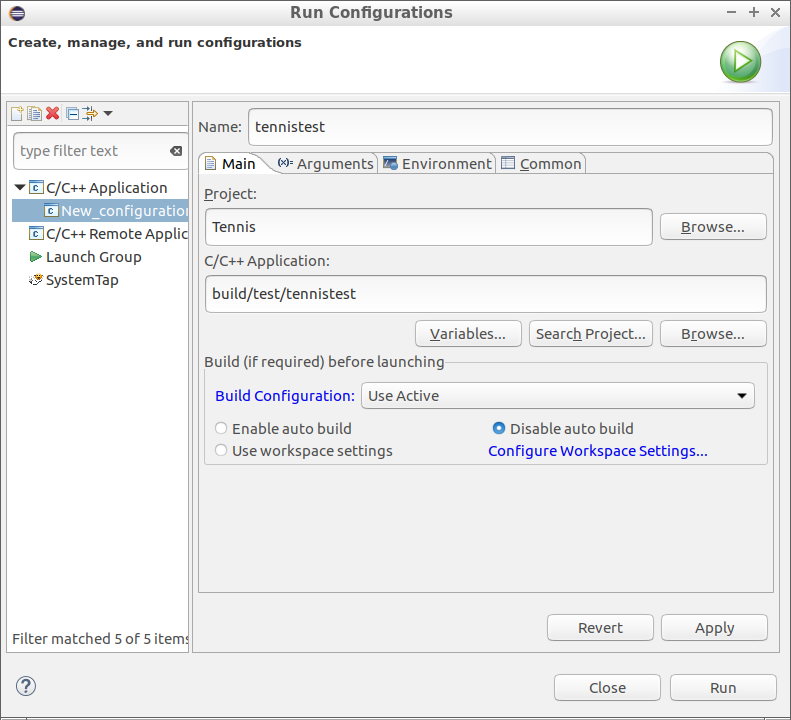 Run Configurations
Create, manage, and run configurations
type filter text
C/C++ Application
New_configuration
C/C++ Remote Applic
Launch Group
SystemTap
Filter matched 5 of 5 items
Name: tennistest
Main (x)= Arguments Environment Common
Project:
Tennis Browse...
C/C++ Application:
build/test/tennistest
Variables... Search Project... Browse...
Build (if required) before launching
Build Configuration: Use Active
Enable auto build Disable auto build
Use workspace settings Configure Workspace Settings...
Revert Apply
Close Run